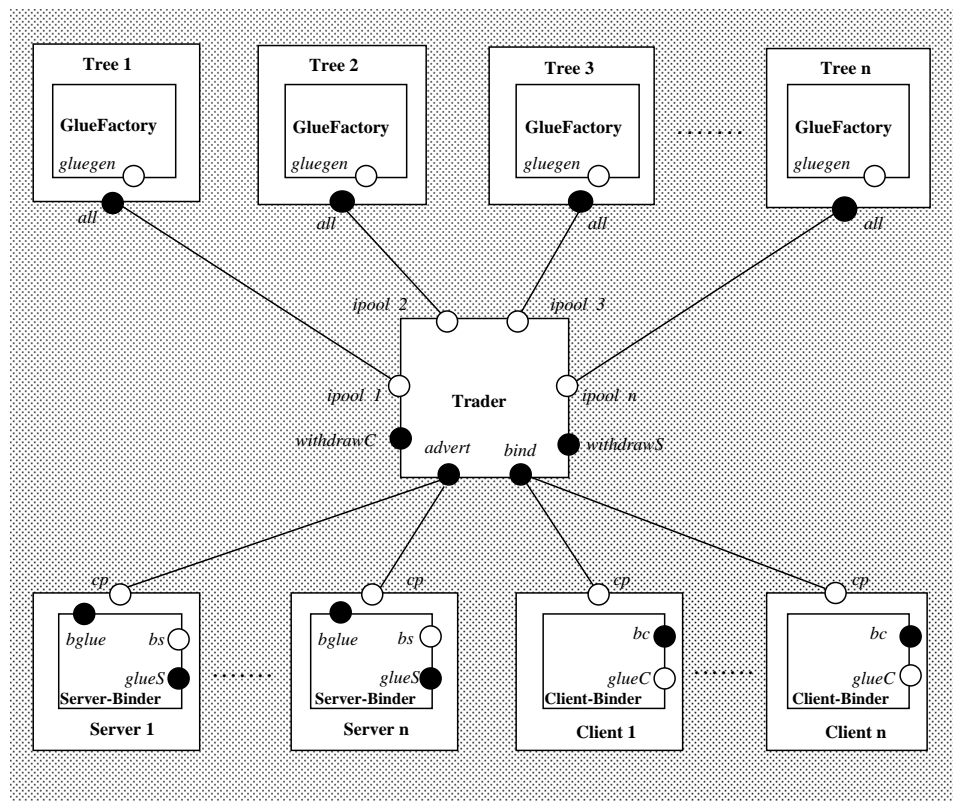 Tree 1
Tree 2
Tree 3
Tree n
GlueFactory
GlueFactory
GlueFactory
. . . . . . .
GlueFactory
gluegen
gluegen
gluegen
gluegen
all
all
all
all
ipool 2
ipool 3
ipool 1
Trader
ipool n
withdrawC
advert
bind
withdrawS
cp
cp
cp
cp
bglue
bs
bglue
bs
bc
bc
glueS
. . . . . . .
glueS
glueC
. . . . . . .
glueC
Server-Binder
Server-Binder
Client-Binder
Client-Binder
Server 1
Server n
Client 1
Client n